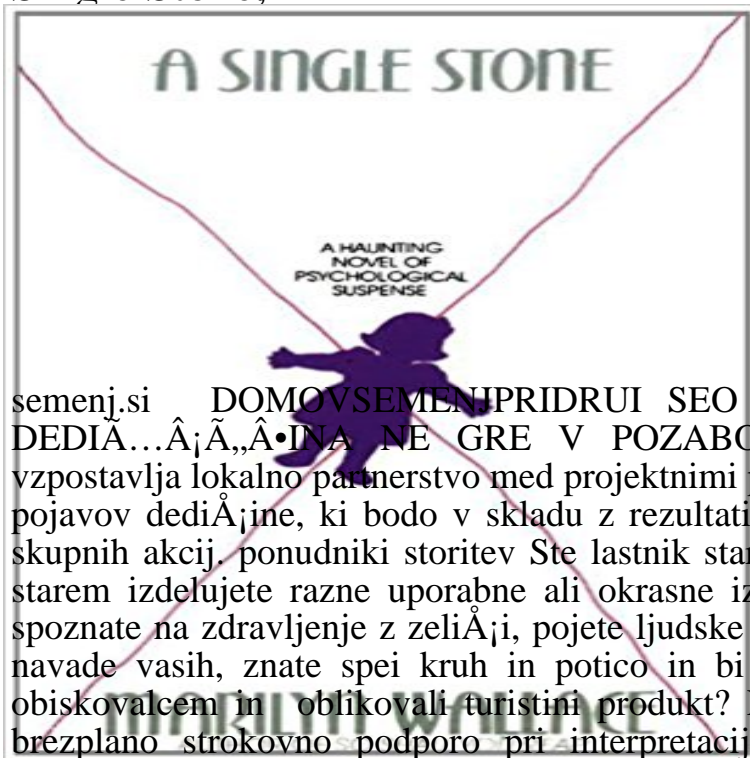 A SINGLE STONE
A HAUNTING
NOVEL OF
PSYCHOLOGICAL
SUSPENSE
semenj.si DOMOVSEMENJPRIDRUI SEO
DEDIÃ…Â¡Ã„Â•INA NE GRE V POZABO
vzpostavlja lokalno partnerstvo med projektnimi
pojavov dediÅ¡ine, ki bodo v skladu z rezultati
skupnih akcij. ponudniki storitev Ste lastnik star
starem izdelujete razne uporabne ali okrasne iz
spoznate na zdravljenje z zeliÅ¡i, pojete ljudske
navade vasih, znate spei kruh in potico in bi
obiskovalcem in oblikovali turistini produkt?
MARILYN WALLACE
brezplano strokovno podporo pri interpretacij